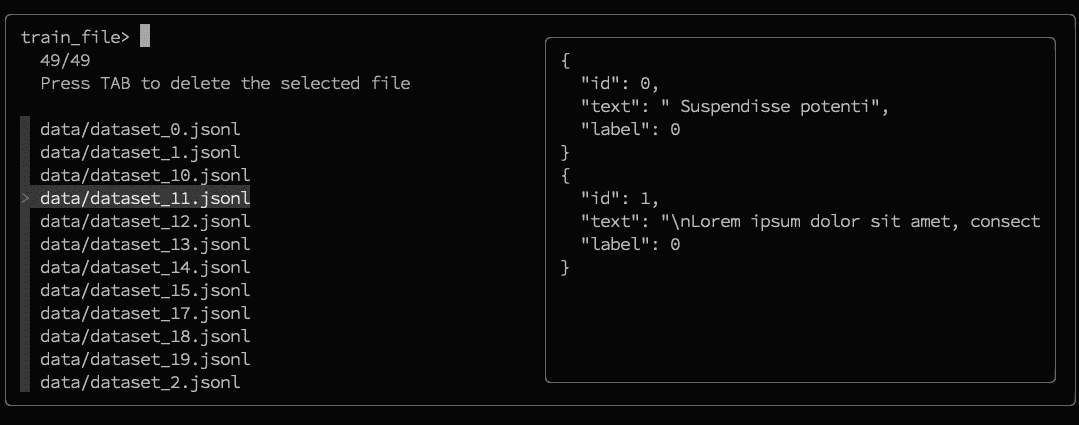 train_file>
49/49
Press TAB to delete the selected file
data/dataset_0.jsonl
data/dataset_1.jsonl
data/dataset_10.jsonl
> data/dataset_11.jsonl
data/dataset_12.jsonl
data/dataset_13.jsonl
data/dataset_14.jsonl
data/dataset_15.jsonl
data/dataset_17.jsonl
data/dataset_18.jsonl
data/dataset_19.jsonl
data/dataset_2.jsonl
{
"id": 0,
"text": " Suspendisse potenti",
"label": 0
}
{
"id": 1,
"text": "\nLorem ipsum dolor sit amet, consect
"label": 0
}